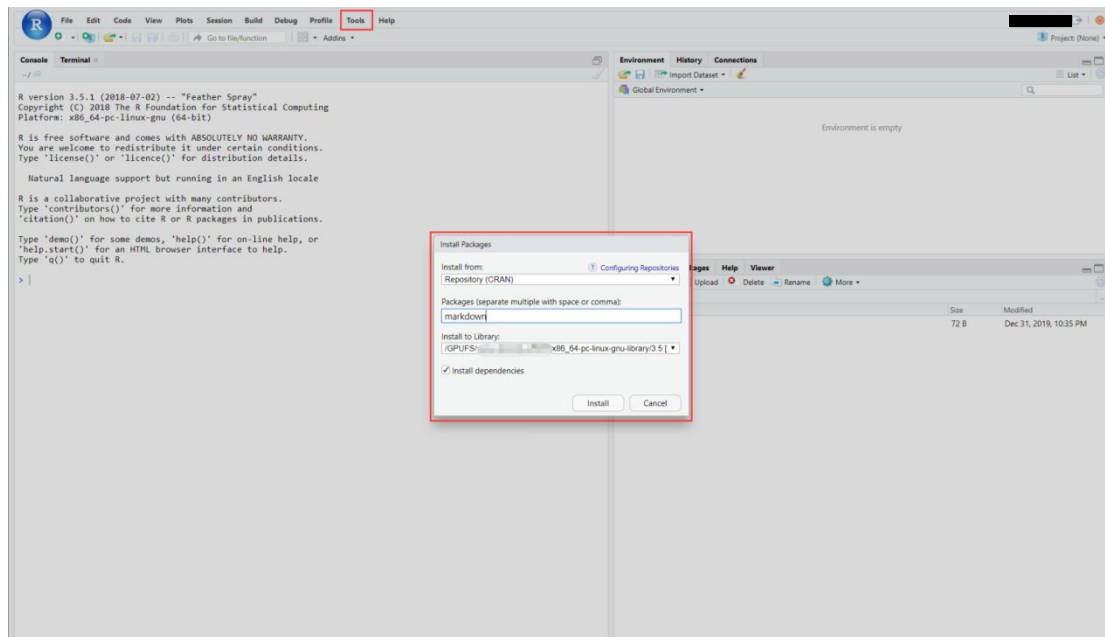 R File Edit Code View Plots Session Build Debug Profile Tools Help
Go to file/function Addins Project: (None)
Console Terminal
~/
R version 3.5.1 (2018-07-02) -- "Feather Spray"
Copyright (C) 2018 The R Foundation for Statistical Computing
Platform: x86_64-pc-linux-gnu (64-bit)
R is free software and comes with ABSOLUTELY NO WARRANTY.
You are welcome to redistribute it under certain conditions.
Type 'license()' or 'licence()' for distribution details.
Natural language support but running in an English locale
R is a collaborative project with many contributors.
Type 'contributors()' for more information and
'citation()' on how to cite R or R packages in publications.
Type 'demo()' for some demos, 'help()' for on-line help, or
'help.start()' for an HTML browser interface to help.
Type 'q()' to quit R.
>
Environment History Connections
Import Dataset List
Global Environment
Environment is empty
Install Packages
Install from: ? Configuring Repositories
Repository (CRAN)
Packages (separate multiple with space or comma):
markdown
Install to Library:
/GPUFS/ x86_64-pc-linux-gnu-library/3.5 [
Install dependencies
Install Cancel
ages Help Viewer
Upload Delete Rename More
Size Modified
72 B Dec 31, 2019, 10:35 PM